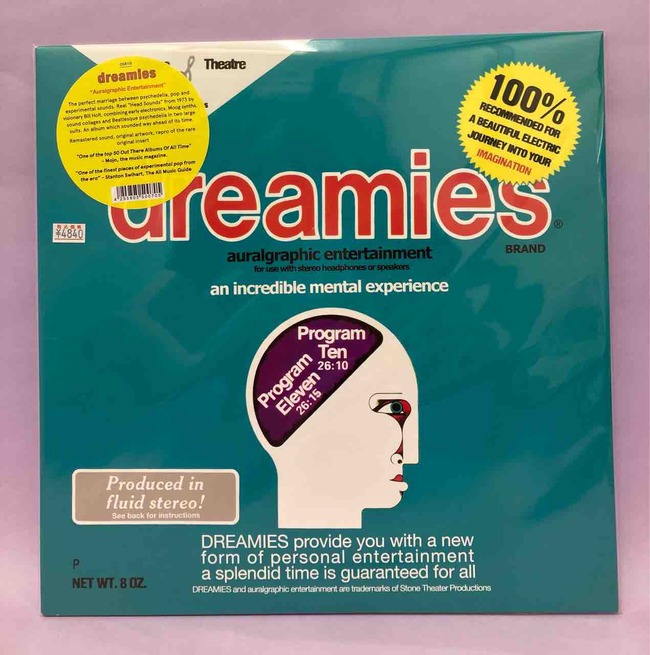 Theatre
05810
dreamies
"Auralgraphic Entertainment"
The perfect marriage between psychedelia, pop and
experimental sounds. Real "Head Sounds" from 1973 by
visionary Bill Holt, combining early electronics, Moog synths,
sound collages and Beatlesque psychedelia in two large
suits. An album which sounded way ahead of its time.
Remastered sound, original artwork, repro of the rare
original insert
"One of the top 50 Out There Albums Of All Time"
- Mojo, the music magazine.
"One of the finest pieces of experimental pop from
the era" - Stanton Swihart, The All Music Guide
100%
RECOMMENDED FOR
A BEAUTIFUL ELECTRIC
JOURNEY INTO YOUR
IMAGINATION
dreamies®
¥4840
BRAND
auralgraphic entertainment
for use with stereo headphones or speakers
an incredible mental experience
Program
Ten
26:10
Program
Eleven
26:15
Produced in
fluid stereo!
See back for instructions
DREAMIES provide you with a new
form of personal entertainment
a splendid time is guaranteed for all
DREAMIES and auralgraphic entertainment are trademarks of Stone Theater Productions
P
NET WT. 8 OZ.